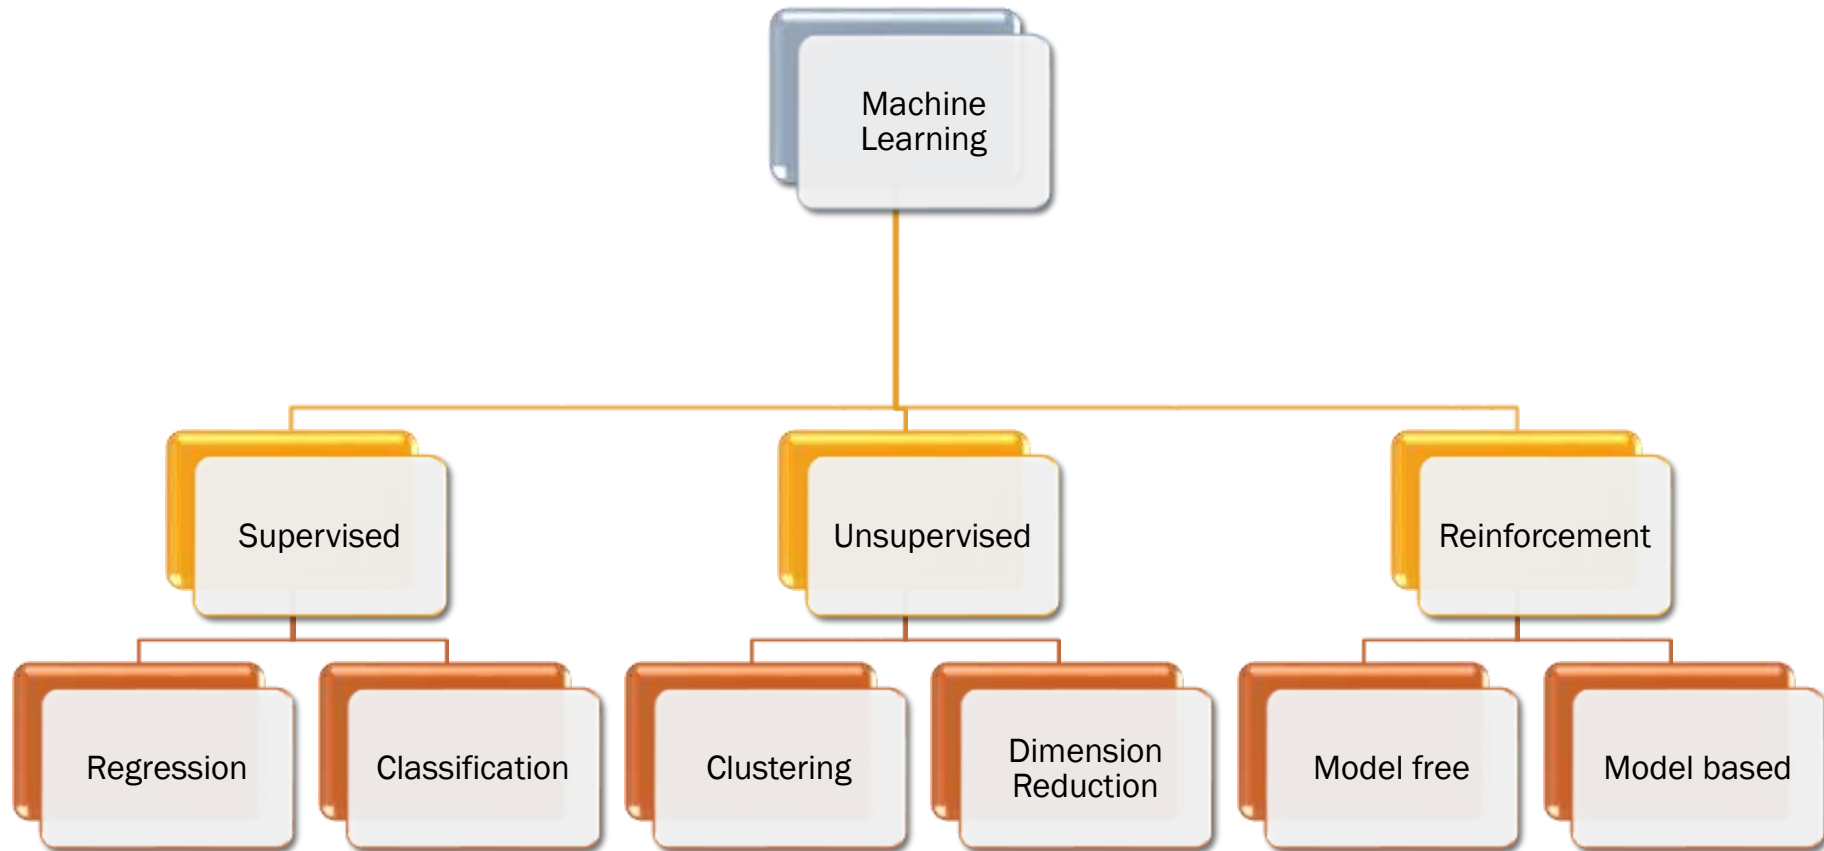 Machine
Learning
Supervised
Unsupervised
Reinforcement
Regression
Classification
Clustering
Dimension
Reduction
Model free
Model based